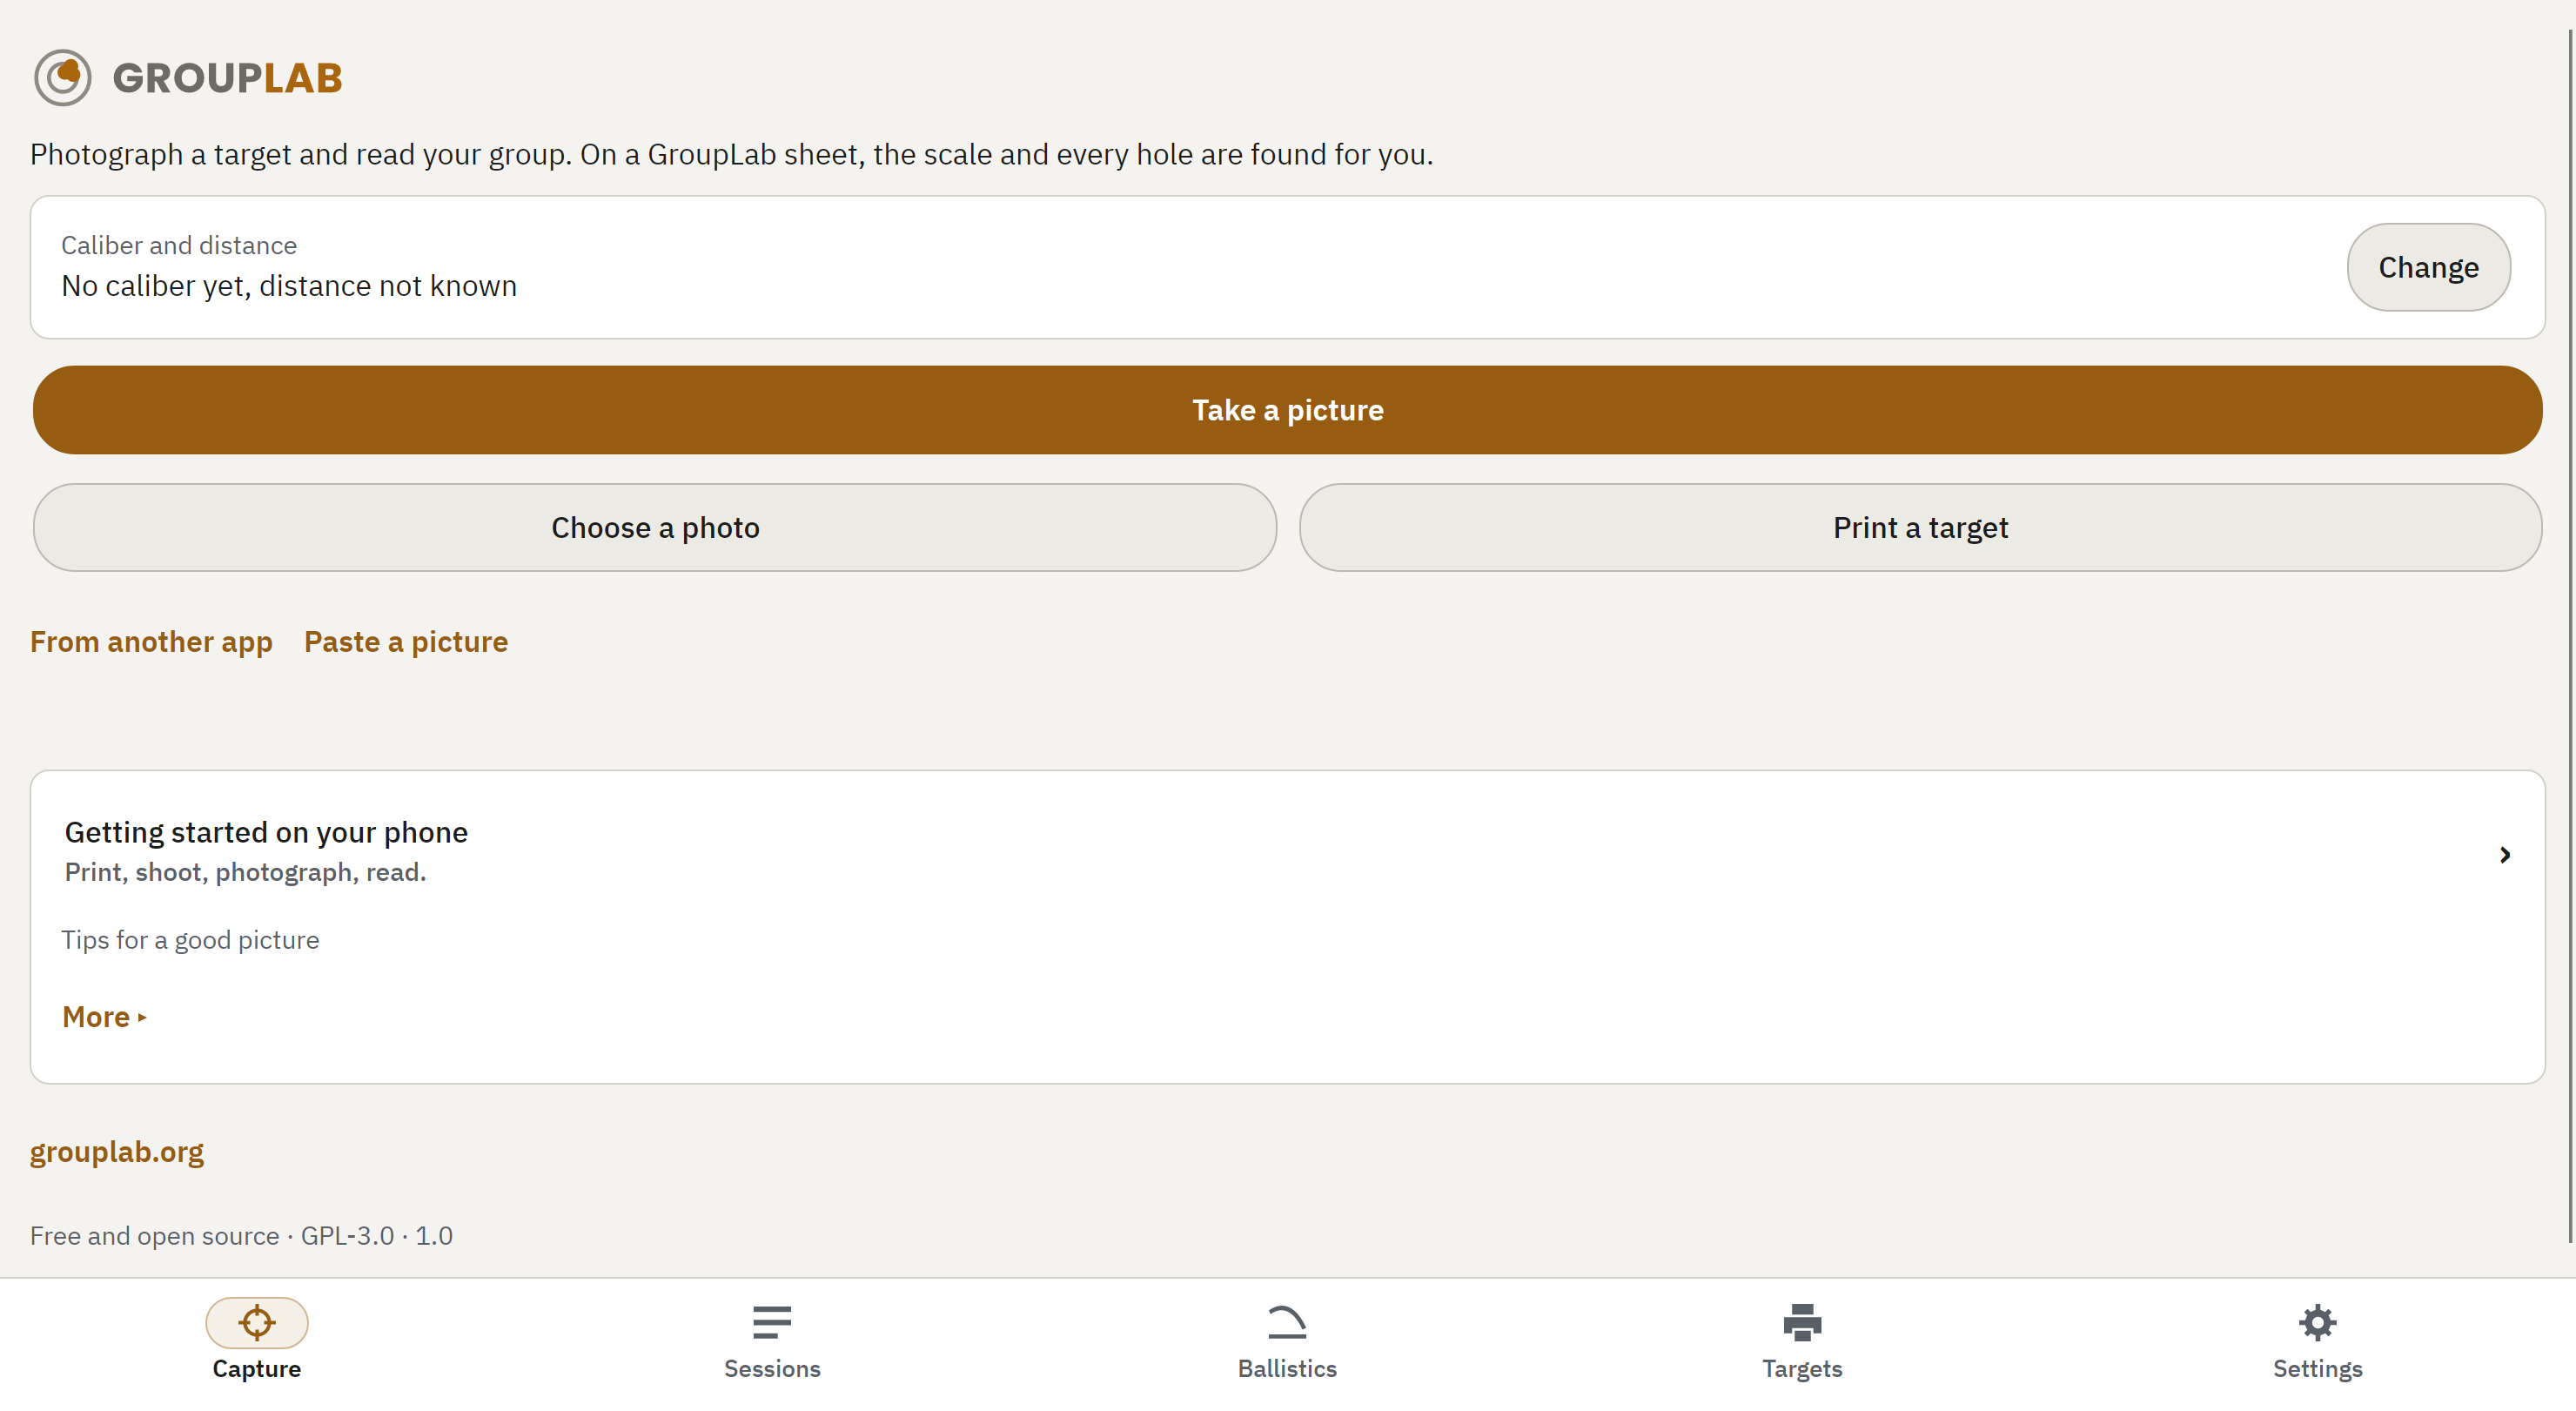 GROUPLAB
Photograph a target and read your group. On a GroupLab sheet, the scale and every hole are found for you.
Caliber and distance
No caliber yet, distance not known
Change
Take a picture
Choose a photo
Print a target
From another app
Paste a picture
Getting started on your phone
Print, shoot, photograph, read.
Tips for a good picture
More ▸
grouplab.org
Free and open source · GPL-3.0 · 1.0
Capture
Sessions
Ballistics
Targets
Settings